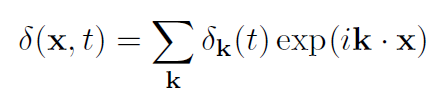 δ(𝐱, t) = ∑_𝐤 δ_𝐤(t) exp(i𝐤 · 𝐱)